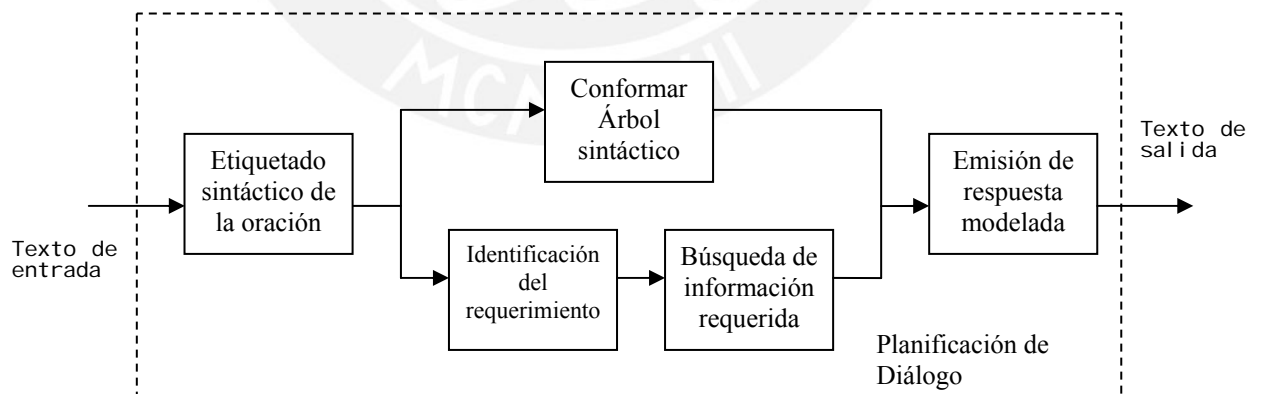 Conformar
Árbol
sintáctico
Texto de
salida
Etiquetado
sintáctico de
la oración
Emisión de
respuesta
modelada
Texto de
entrada
Identificación
del
requerimiento
Búsqueda de
información
requerida
Planificación de
Diálogo